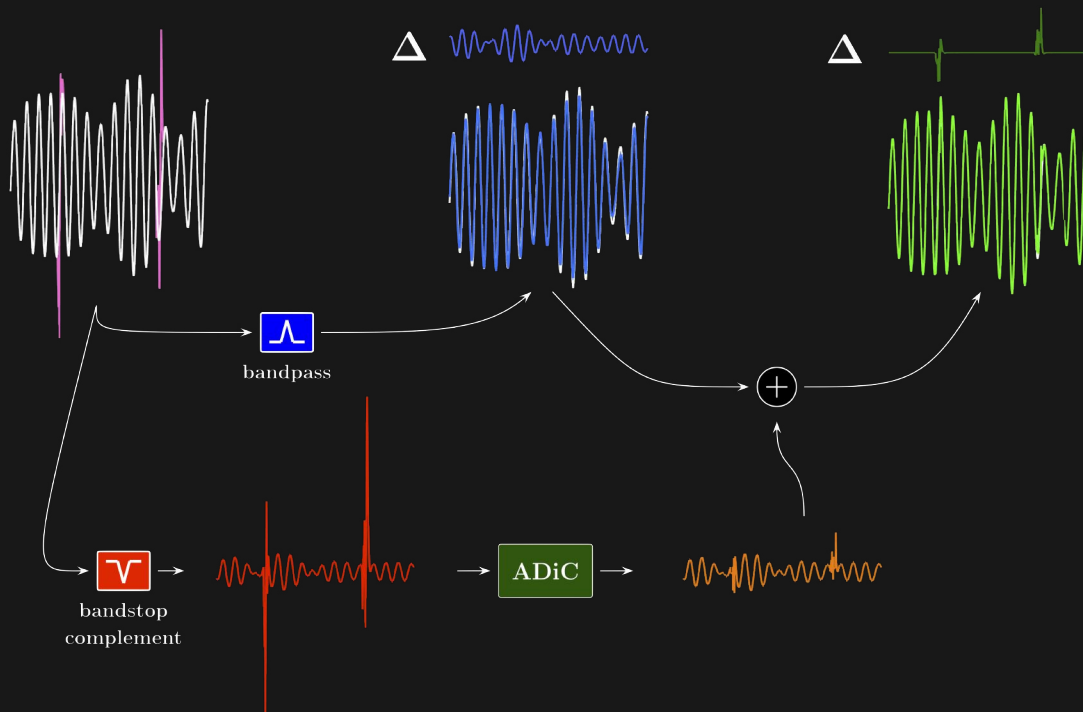 Δ
Δ
bandpass
ADiC
bandstop
complement